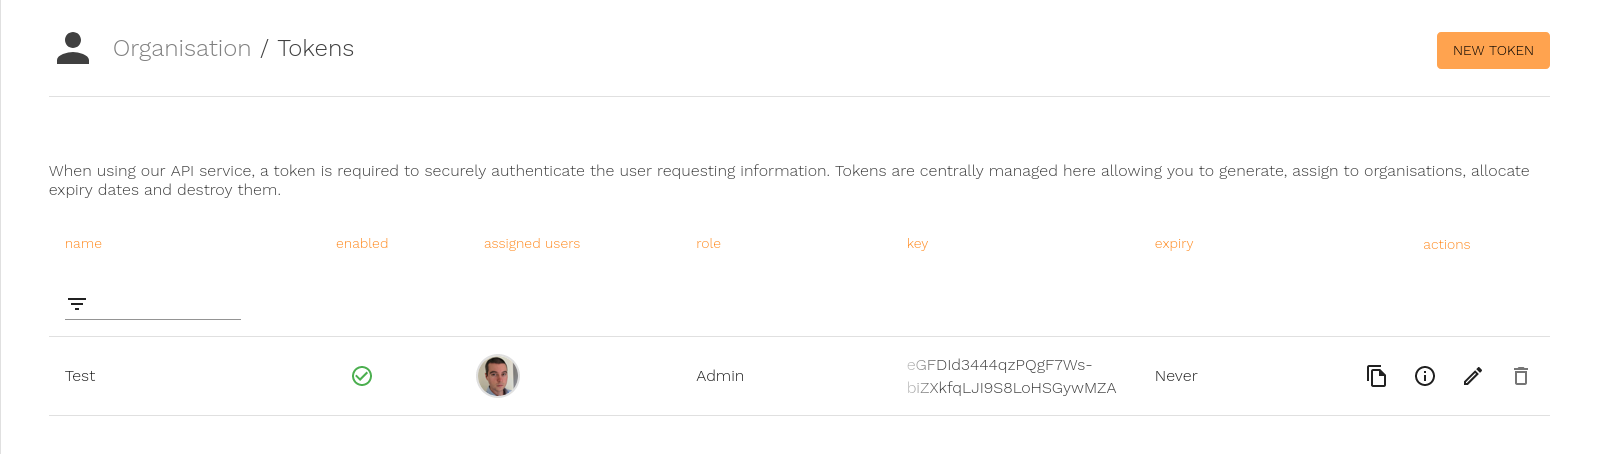 Organisation / Tokens
NEW TOKEN
When using our API service, a token is required to securely authenticate the user requesting information. Tokens are centrally managed here allowing you to generate, assign to organisations, allocate
expiry dates and destroy them.
name enabled assigned users role key expiry actions
Test Admin eGFDId3444qzPQgF7Ws-
biZXkfqLJI9S8LoHSGywMZA Never